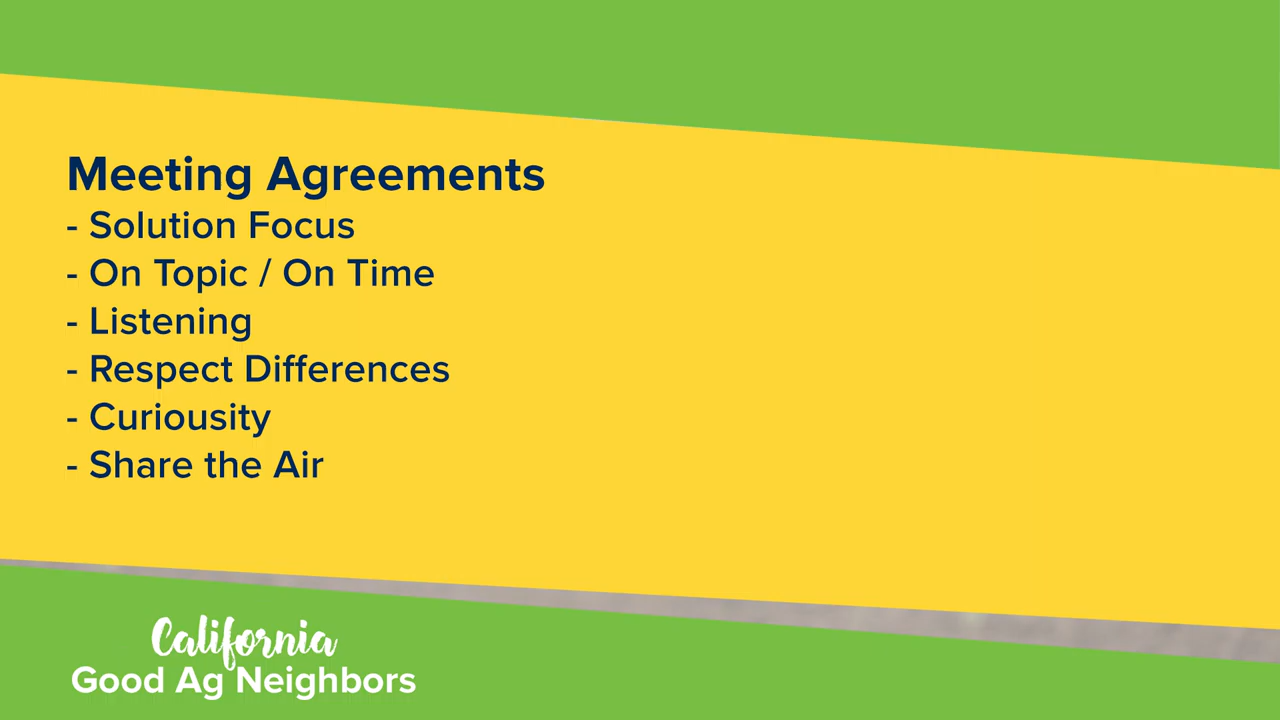 Meeting Agreements
- Solution Focus
- On Topic / On Time
- Listening
- Respect Differences
- Curiousity
- Share the Air
California
Good Ag Neighbors